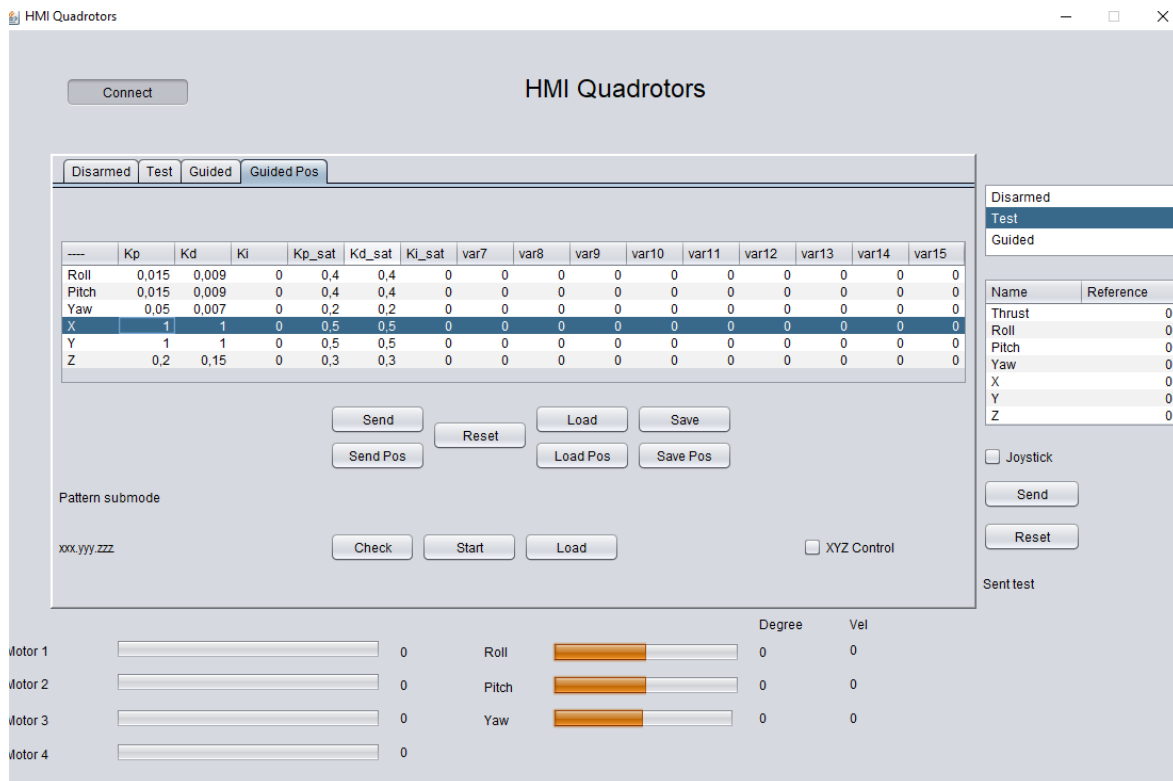 HMI Quadrotors
Connect
HMI Quadrotors
Disarmed Test Guided Guided Pos
---- Kp Kd Ki Kp_sat Kd_sat Ki_sat var7 var8 var9 var10 var11 var12 var13 var14 var15
Roll 0,015 0,009 0 0,4 0,4 0 0 0 0 0 0 0 0 0 0
Pitch 0,015 0,009 0 0,4 0,4 0 0 0 0 0 0 0 0 0 0
Yaw 0,05 0,007 0 0,2 0,2 0 0 0 0 0 0 0 0 0 0
X 1 1 0 0,5 0,5 0 0 0 0 0 0 0 0 0 0
Y 1 1 0 0,5 0,5 0 0 0 0 0 0 0 0 0 0
Z 0,2 0,15 0 0,3 0,3 0 0 0 0 0 0 0 0 0 0
Send Reset Load Save
Send Pos Load Pos Save Pos
Pattern submode
xxx.yyy.zzz Check Start Load XYZ Control
Disarmed
Test
Guided
Name Reference
Thrust 0
Roll 0
Pitch 0
Yaw 0
X 0
Y 0
Z 0
Joystick
Send
Reset
Sent test
Degree Vel
Motor 1 0 Roll 0 0
Motor 2 0 Pitch 0 0
Motor 3 0 Yaw 0 0
Motor 4 0